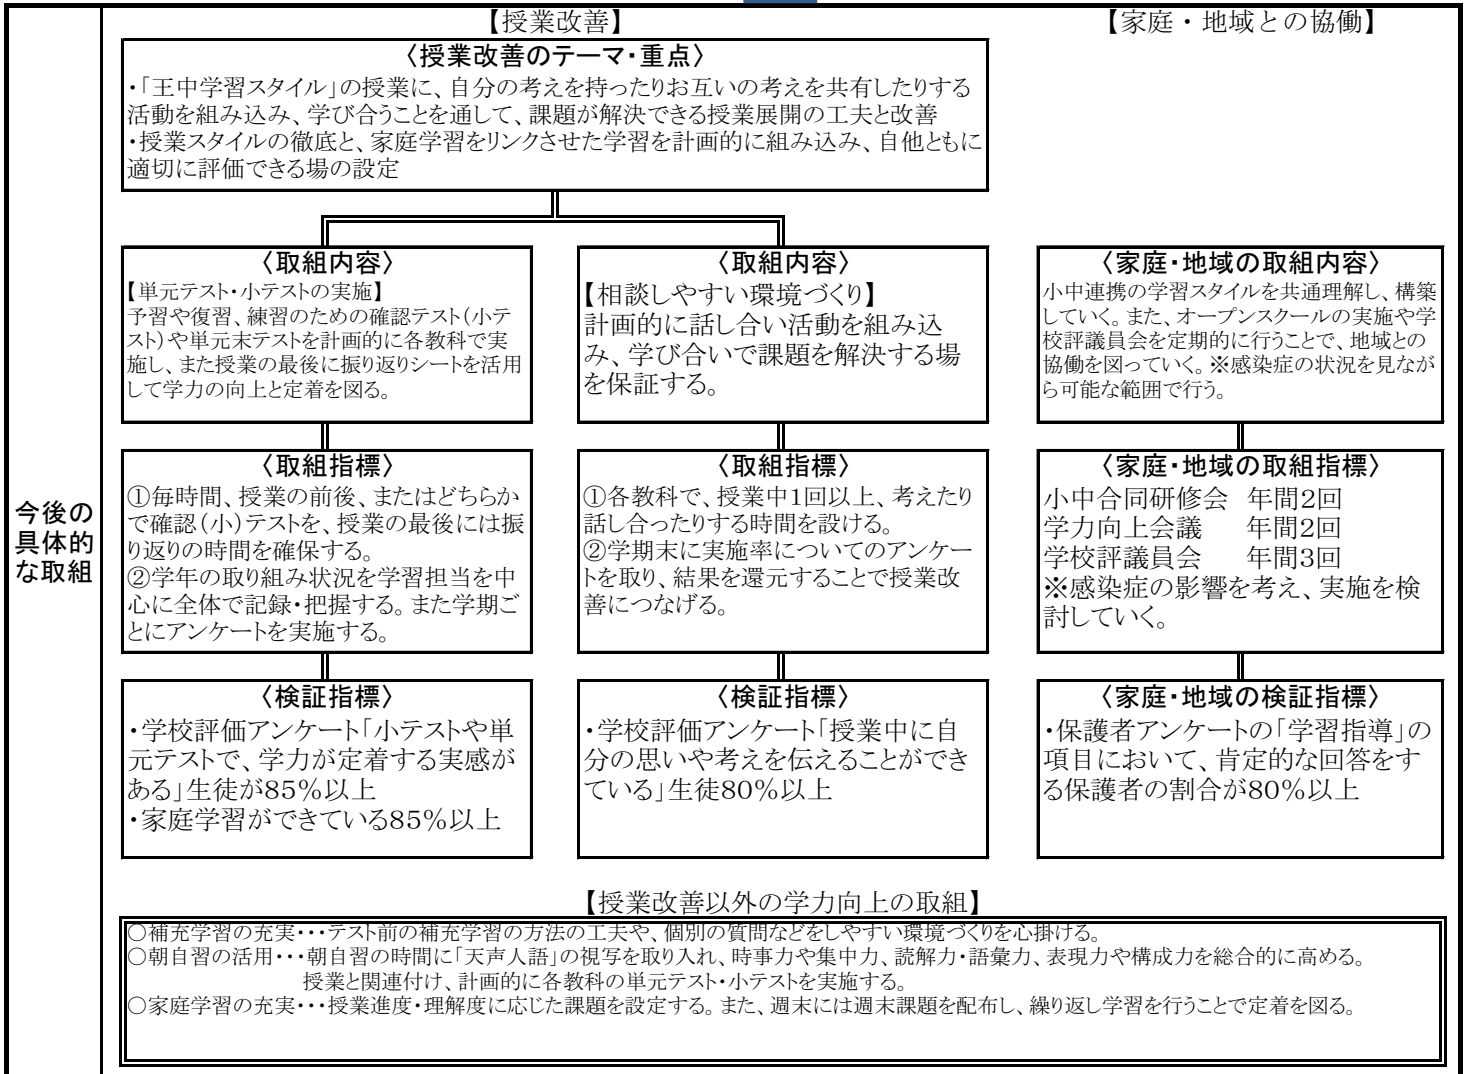 【授業改善】
〈授業改善のテーマ・重点〉
・「王中学習スタイル」の授業に、自分の考えを持ったりお互いの考えを共有したりする
活動を組み込み、学び合うことを通して、課題が解決できる授業展開の工夫と改善
・授業スタイルの徹底と、家庭学習をリンクさせた学習を計画的に組み込み、自他ともに
適切に評価できる場の設定
【家庭・地域との協働】
今後の
具体的
な取組
〈取組内容〉
【単元テスト・小テストの実施】
予習や復習、練習のための確認テスト(小テ
スト)や単元末テストを計画的に各教科で実
施し、また授業の最後に振り返りシートを活用
して学力の向上と定着を図る。
〈取組内容〉
【相談しやすい環境づくり】
計画的に話し合い活動を組み込
み、学び合いで課題を解決する場
を保証する。
〈家庭・地域の取組内容〉
小中連携の学習スタイルを共通理解し、構築
していく。また、オープンスクールの実施や学
校評議員会を定期的に行うことで、地域との
協働を図っていく。※感染症の状況を見なが
ら可能な範囲で行う。
〈取組指標〉
①毎時間、授業の前後、またはどちらか
で確認(小)テストを、授業の最後には振
り返りの時間を確保する。
②学年の取り組み状況を学習担当を中
心に全体で記録・把握する。また学期ご
とにアンケートを実施する。
〈取組指標〉
①各教科で、授業中1回以上、考えたり
話し合ったりする時間を設ける。
②学期末に実施率についてのアンケー
トを取り、結果を還元することで授業改
善につなげる。
〈家庭・地域の取組指標〉
小中合同研修会 年間2回
学力向上会議 年間2回
学校評議員会 年間3回
※感染症の影響を考え、実施を検
討していく。
〈検証指標〉
・学校評価アンケート「小テストや単
元テストで、学力が定着する実感が
ある」生徒が85%以上
・家庭学習ができている85%以上
〈検証指標〉
・学校評価アンケート「授業中に自
分の思いや考えを伝えることができ
ている」生徒80%以上
〈家庭・地域の検証指標〉
・保護者アンケートの「学習指導」の
項目において、肯定的な回答をす
る保護者の割合が80%以上
【授業改善以外の学力向上の取組】
○補充学習の充実・・・テスト前の補充学習の方法の工夫や、個別の質問などをしやすい環境づくりを心掛ける。
○朝自習の活用・・・朝自習の時間に「天声人語」の視写を取り入れ、時事力や集中力、読解力・語彙力、表現力や構成力を総合的に高める。
授業と関連付け、計画的に各教科の単元テスト・小テストを実施する。
○家庭学習の充実・・・授業進度・理解度に応じた課題を設定する。また、週末には週末課題を配布し、繰り返し学習を行うことで定着を図る。